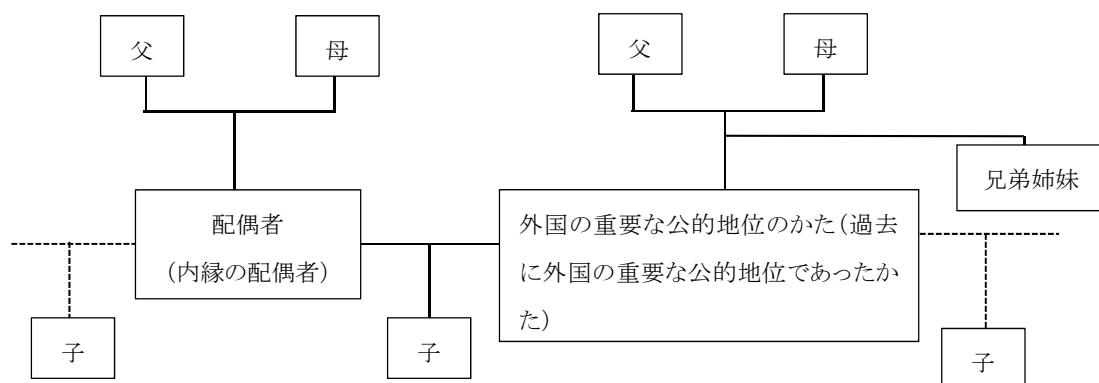 父
母
父
母
兄弟姉妹
配偶者
(内縁の配偶者)
外国の重要な公的地位のかた(過去
に外国の重要な公的地位であったか
た)
子
子
子